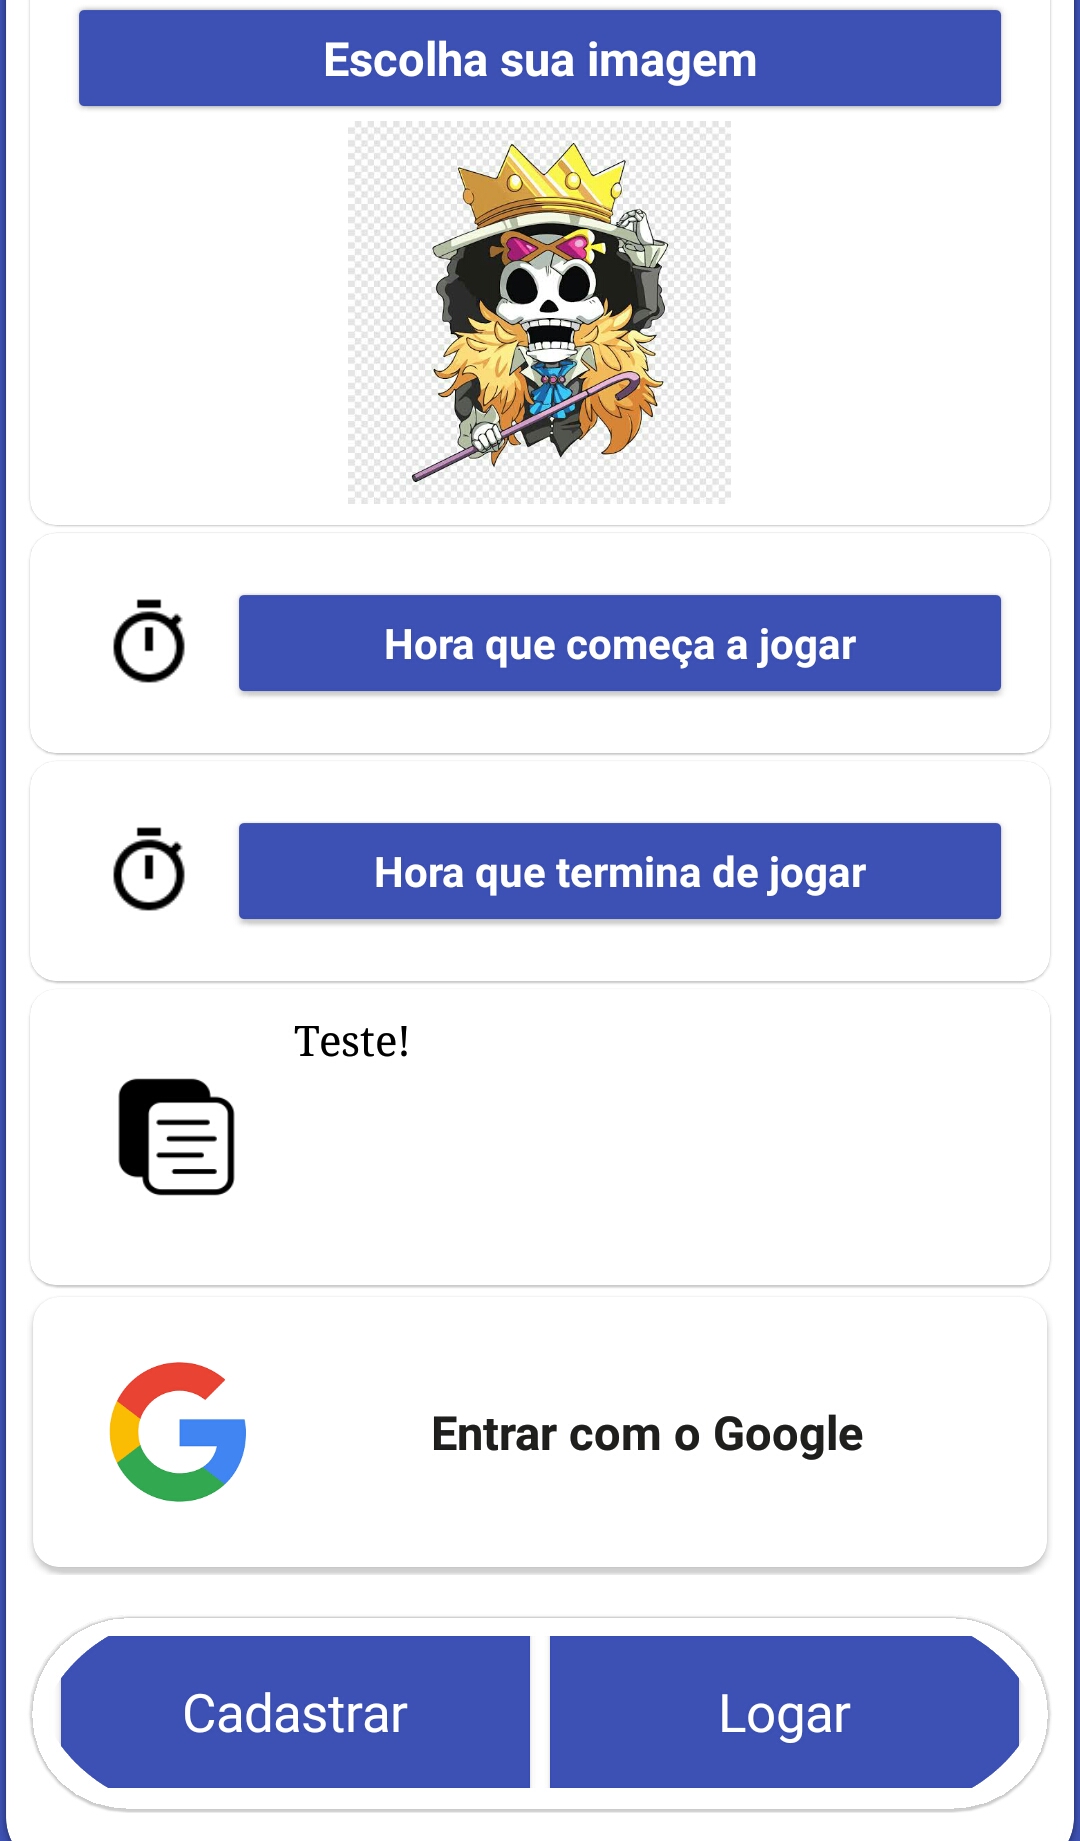 Escolha sua imagem
Hora que começa a jogar
Hora que termina de jogar
Teste!
Entrar com o Google
Cadastrar
Logar